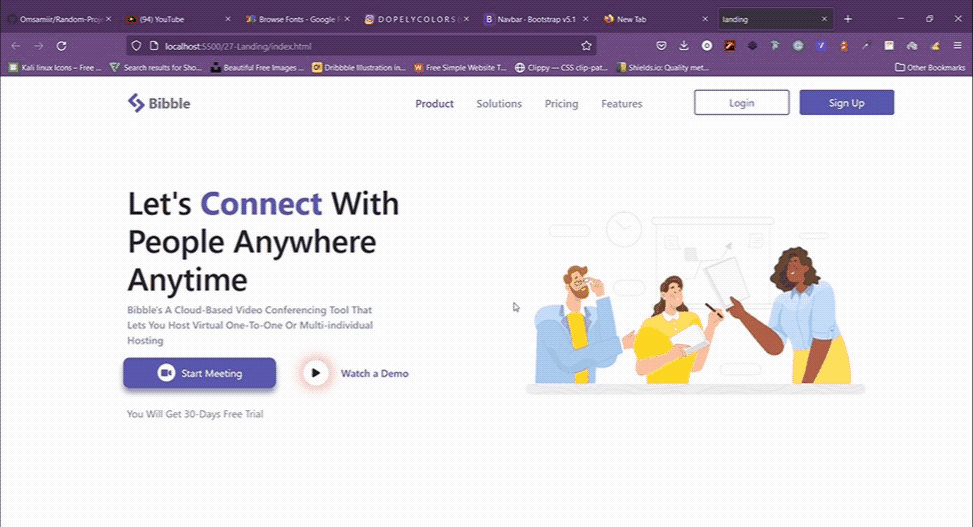 Omsamiir/Random-Proje
(94) YouTube
Browse Fonts - Google F
DOPELYCOLORS
Navbar · Bootstrap v5.1
New Tab
landing
localhost:5500/27-Landing/index.html
Kali linux Icons – Free ...
Search results for Sho...
Beautiful Free Images ...
Dribbble Illustration in...
Free Simple Website T...
Clippy — CSS clip-pat...
Shields.io: Quality met...
Other Bookmarks
Bibble
Product
Solutions
Pricing
Features
Login
Sign Up
Let's Connect With
People Anywhere
Anytime
Bibble's A Cloud-Based Video Conferencing Tool That
Lets You Host Virtual One-To-One Or Multi-individual
Hosting
Start Meeting
Watch a Demo
You Will Get 30-Days Free Trial